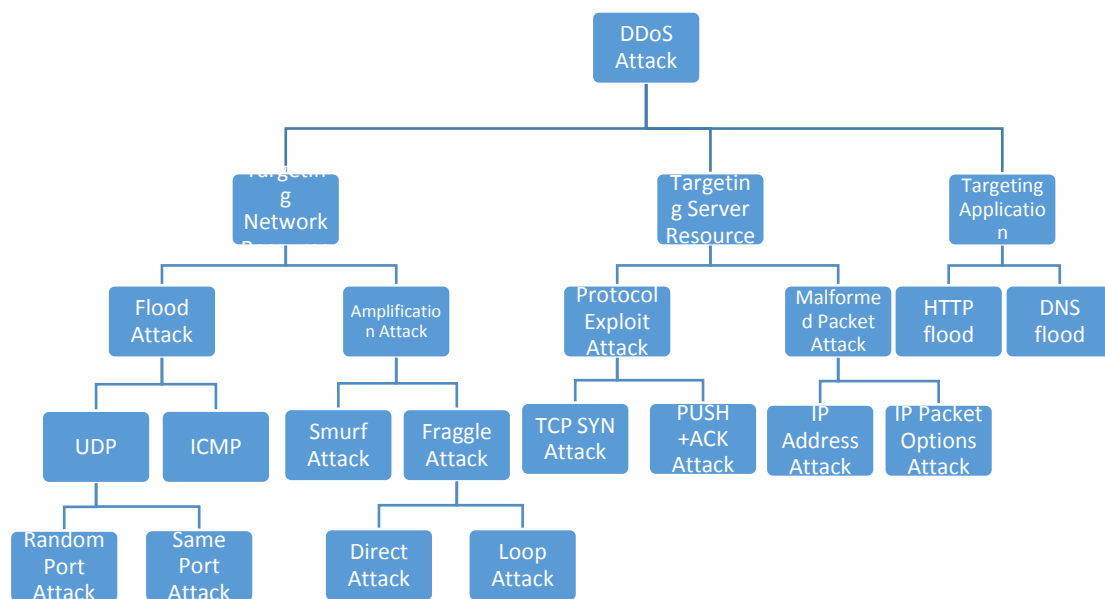 DDoS
Attack
Targetin
g
Network
Targetin
g Server
Resource
Targeting
Applicatio
n
Flood
Attack
Amplificatio
n Attack
Protocol
Exploit
Attack
Malforme
d Packet
Attack
HTTP
flood
DNS
flood
UDP
ICMP
Smurf
Attack
Fraggle
Attack
TCP SYN
Attack
PUSH
+ACK
Attack
IP
Address
Attack
IP Packet
Options
Attack
Random
Port
Attack
Same
Port
Attack
Direct
Attack
Loop
Attack